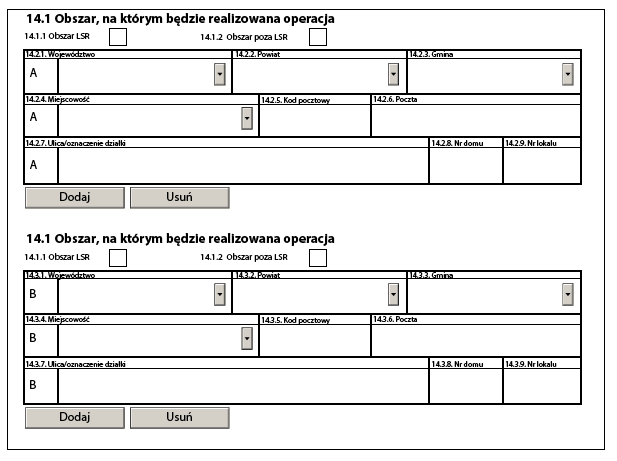 14.1 Obszar, na którym będzie realizowana operacja
14.1.1 Obszar LSR 14.1.2 Obszar poza LSR
14.2.1. Województwo 14.2.2. Powiat 14.2.3. Gmina
A
14.2.4. Miejscowość 14.2.5. Kod pocztowy 14.2.6. Poczta
A
14.2.7. Ulica/oznaczenie działki 14.2.8. Nr domu 14.2.9. Nr lokalu
A
Dodaj Usuń
14.1 Obszar, na którym będzie realizowana operacja
14.1.1 Obszar LSR 14.1.2 Obszar poza LSR
14.3.1. Województwo 14.3.2. Powiat 14.3.3. Gmina
B
14.3.4. Miejscowość 14.3.5. Kod pocztowy 14.3.6. Poczta
B
14.3.7. Ulica/oznaczenie działki 14.3.8. Nr domu 14.3.9. Nr lokalu
B
Dodaj Usuń